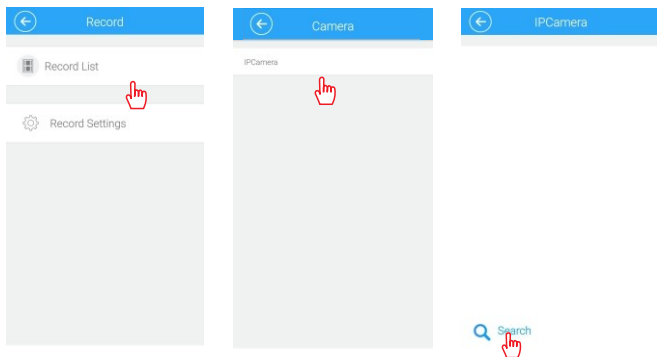 Record
Record List
Record Settings
Camera
IPCamera
IPCamera
Search